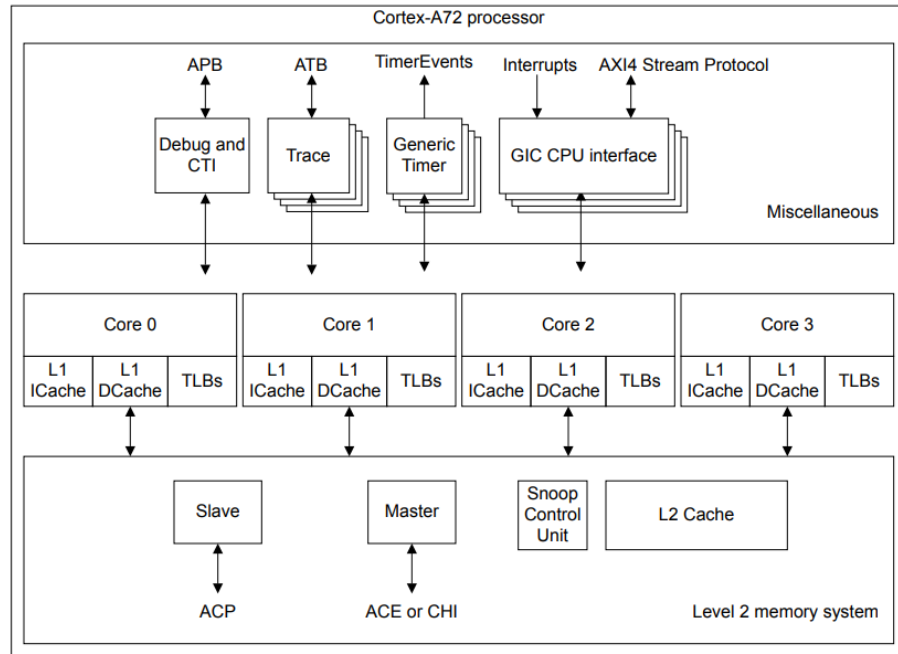 Cortex-A72 processor
APB
ATB
TimerEvents
Interrupts
AXI4 Stream Protocol
Debug and
CTI
Trace
Generic
Timer
GIC CPU interface
Miscellaneous
Core 0
Core 1
Core 2
Core 3
L1
ICache
L1
DCache
TLBs
L1
ICache
L1
DCache
TLBs
L1
ICache
L1
DCache
TLBs
L1
ICache
L1
DCache
TLBs
Slave
Master
Snoop
Control
Unit
L2 Cache
ACP
ACE or CHI
Level 2 memory system